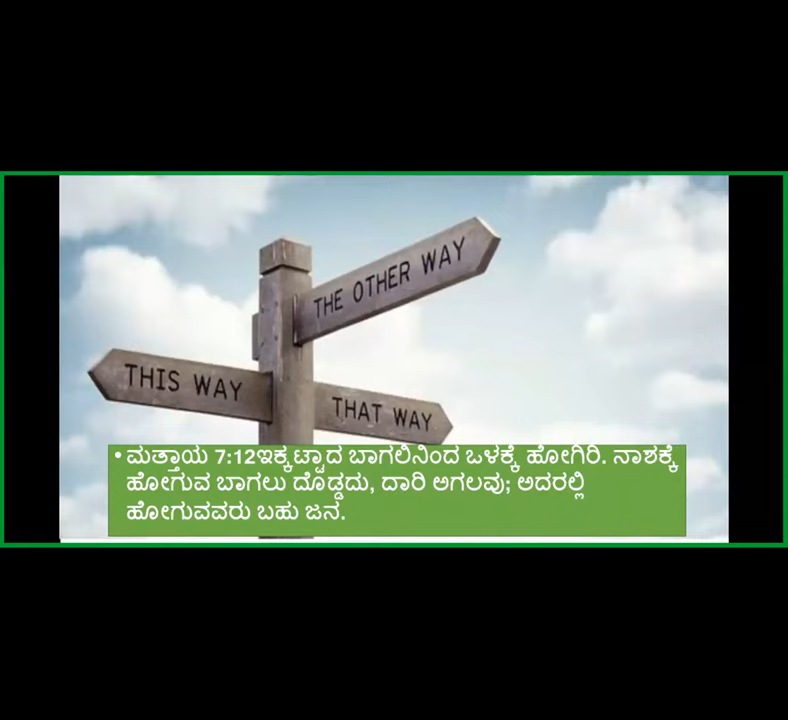 THE OTHER WAY
THIS WAY
THAT WAY
• ಮತ್ತಾಯ 7:12ಇಕ್ಕಟ್ಟಾದ ಬಾಗಲಿನಿಂದ ಒಳಕ್ಕೆ ಹೋಗಿರಿ. ನಾಶಕ್ಕೆ
ಹೋಗುವ ಬಾಗಲು ದೊಡ್ಡದು, ದಾರಿ ಅಗಲವು; ಅದರಲ್ಲಿ
ಹೋಗುವವರು ಬಹು ಜನ.